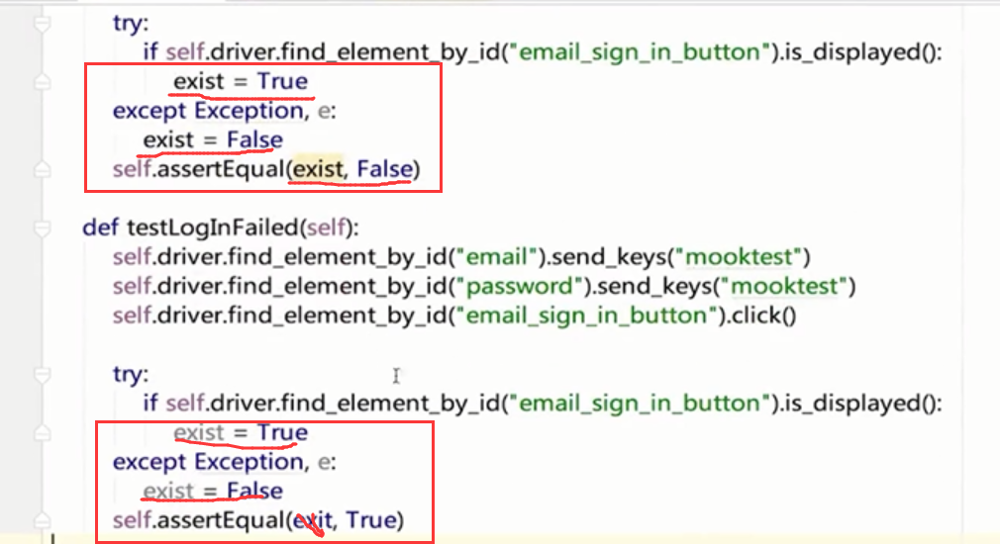 try:
if self.driver.find_element_by_id("email_sign_in_button").is_displayed():
exist = True
except Exception, e:
exist = False
self.assertEqual(exist, False)
def testLogInFailed(self):
self.driver.find_element_by_id("email").send_keys("mooktest")
self.driver.find_element_by_id("password").send_keys("mooktest")
self.driver.find_element_by_id("email_sign_in_button").click()
try:
if self.driver.find_element_by_id("email_sign_in_button").is_displayed():
exist = True
except Exception, e:
exist = False
self.assertEqual(exit, True)